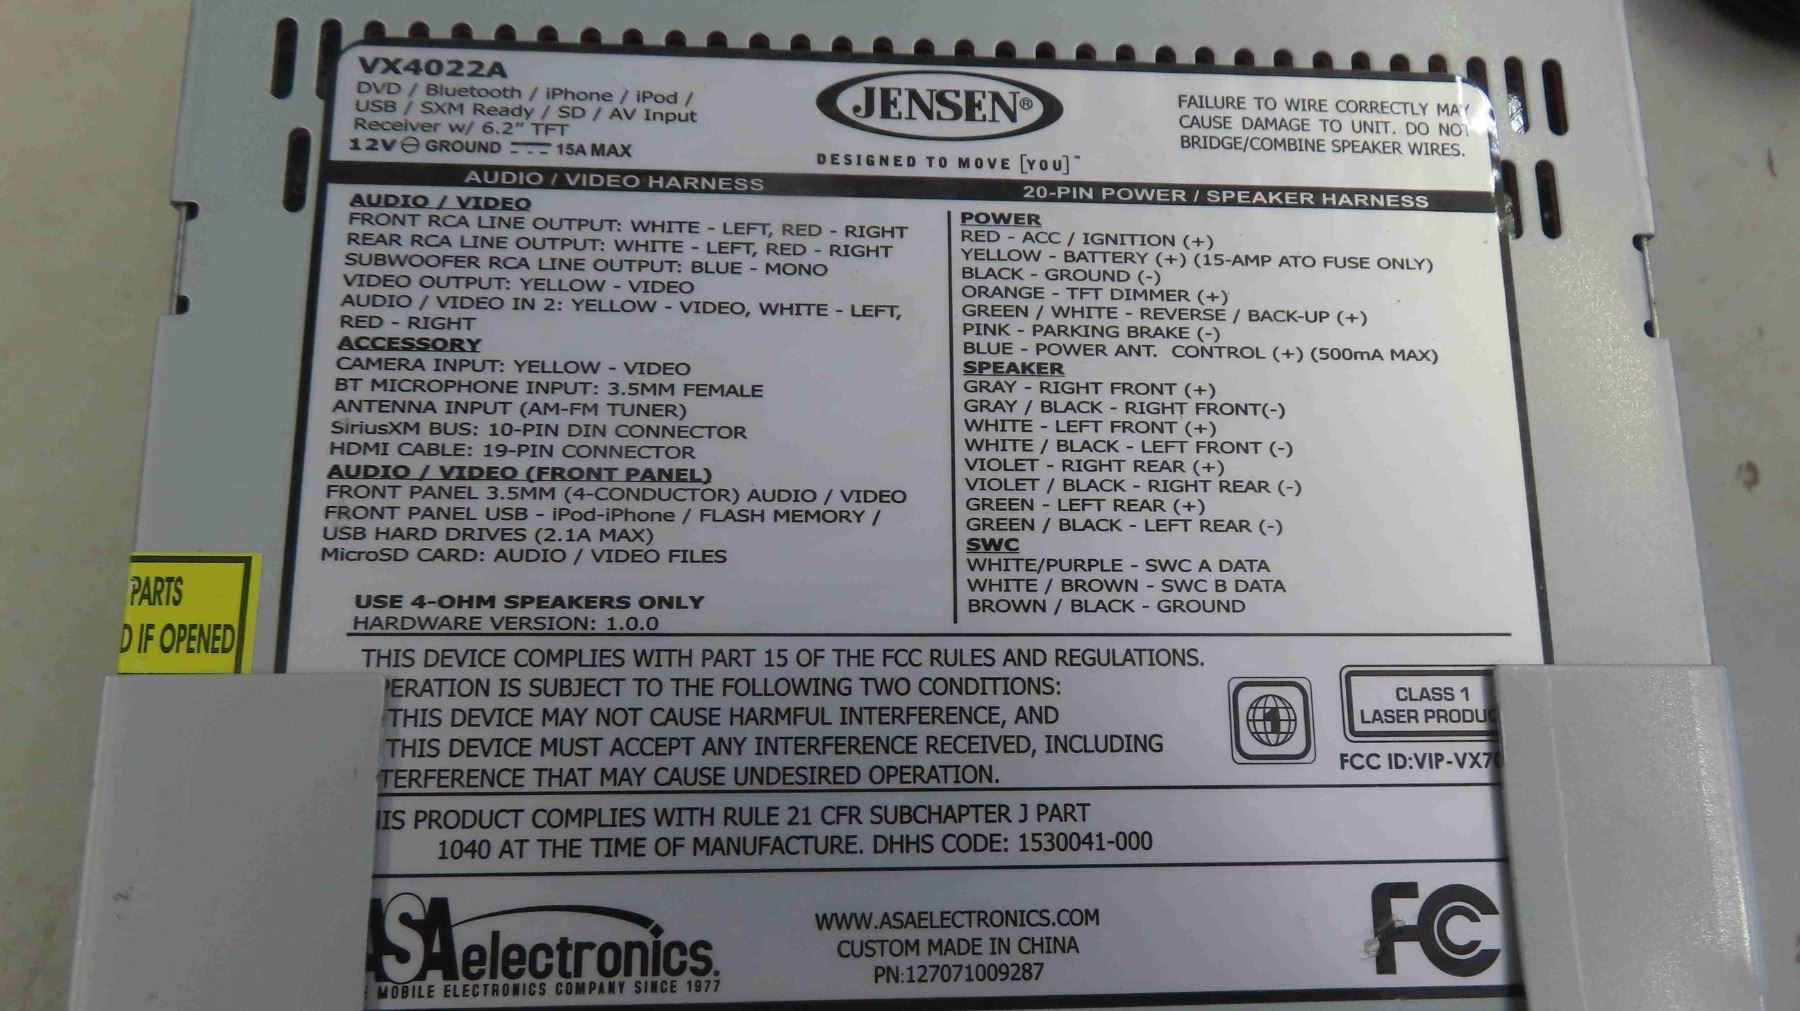 VX4022A
DVD / Bluetooth / iPhone / iPod /
USB / SXM Ready / SD / AV Input
Receiver w/ 6.2" TFT
12V GROUND 15A MAX
JENSEN®
DESIGNED TO MOVE [YOU]™
FAILURE TO WIRE CORRECTLY MAY
CAUSE DAMAGE TO UNIT. DO NOT
BRIDGE/COMBINE SPEAKER WIRES.
AUDIO / VIDEO HARNESS
AUDIO / VIDEO
FRONT RCA LINE OUTPUT: WHITE - LEFT, RED - RIGHT
REAR RCA LINE OUTPUT: WHITE - LEFT, RED - RIGHT
SUBWOOFER RCA LINE OUTPUT: BLUE - MONO
VIDEO OUTPUT: YELLOW - VIDEO
AUDIO / VIDEO IN 2: YELLOW - VIDEO, WHITE - LEFT,
RED - RIGHT
ACCESSORY
CAMERA INPUT: YELLOW - VIDEO
BT MICROPHONE INPUT: 3.5MM FEMALE
ANTENNA INPUT (AM-FM TUNER)
SiriusXM BUS: 10-PIN DIN CONNECTOR
HDMI CABLE: 19-PIN CONNECTOR
AUDIO / VIDEO (FRONT PANEL)
FRONT PANEL 3.5MM (4-CONDUCTOR) AUDIO / VIDEO
FRONT PANEL USB - iPod-iPhone / FLASH MEMORY /
USB HARD DRIVES (2.1A MAX)
MicroSD CARD: AUDIO / VIDEO FILES
USE 4-OHM SPEAKERS ONLY
HARDWARE VERSION: 1.0.0
20-PIN POWER / SPEAKER HARNESS
POWER
RED - ACC / IGNITION (+)
YELLOW - BATTERY (+) (15-AMP ATO FUSE ONLY)
BLACK - GROUND (-)
ORANGE - TFT DIMMER (+)
GREEN / WHITE - REVERSE / BACK-UP (+)
PINK - PARKING BRAKE (-)
BLUE - POWER ANT. CONTROL (+) (500mA MAX)
SPEAKER
GRAY - RIGHT FRONT (+)
GRAY / BLACK - RIGHT FRONT(-)
WHITE - LEFT FRONT (+)
WHITE / BLACK - LEFT FRONT (-)
VIOLET - RIGHT REAR (+)
VIOLET / BLACK - RIGHT REAR (-)
GREEN - LEFT REAR (+)
GREEN / BLACK - LEFT REAR (-)
SWC
WHITE/PURPLE - SWC A DATA
WHITE / BROWN - SWC B DATA
BROWN / BLACK - GROUND
PARTS
D IF OPENED
THIS DEVICE COMPLIES WITH PART 15 OF THE FCC RULES AND REGULATIONS.
PERATION IS SUBJECT TO THE FOLLOWING TWO CONDITIONS:
THIS DEVICE MAY NOT CAUSE HARMFUL INTERFERENCE, AND
THIS DEVICE MUST ACCEPT ANY INTERFERENCE RECEIVED, INCLUDING
TERFERENCE THAT MAY CAUSE UNDESIRED OPERATION.
1
CLASS 1
LASER PRODUC
FCC ID:VIP-VX70
IS PRODUCT COMPLIES WITH RULE 21 CFR SUBCHAPTER J PART
1040 AT THE TIME OF MANUFACTURE. DHHS CODE: 1530041-000
ASA electronics.
MOBILE ELECTRONICS COMPANY SINCE 1977
WWW.ASAELECTRONICS.COM
CUSTOM MADE IN CHINA
PN:127071009287
FC